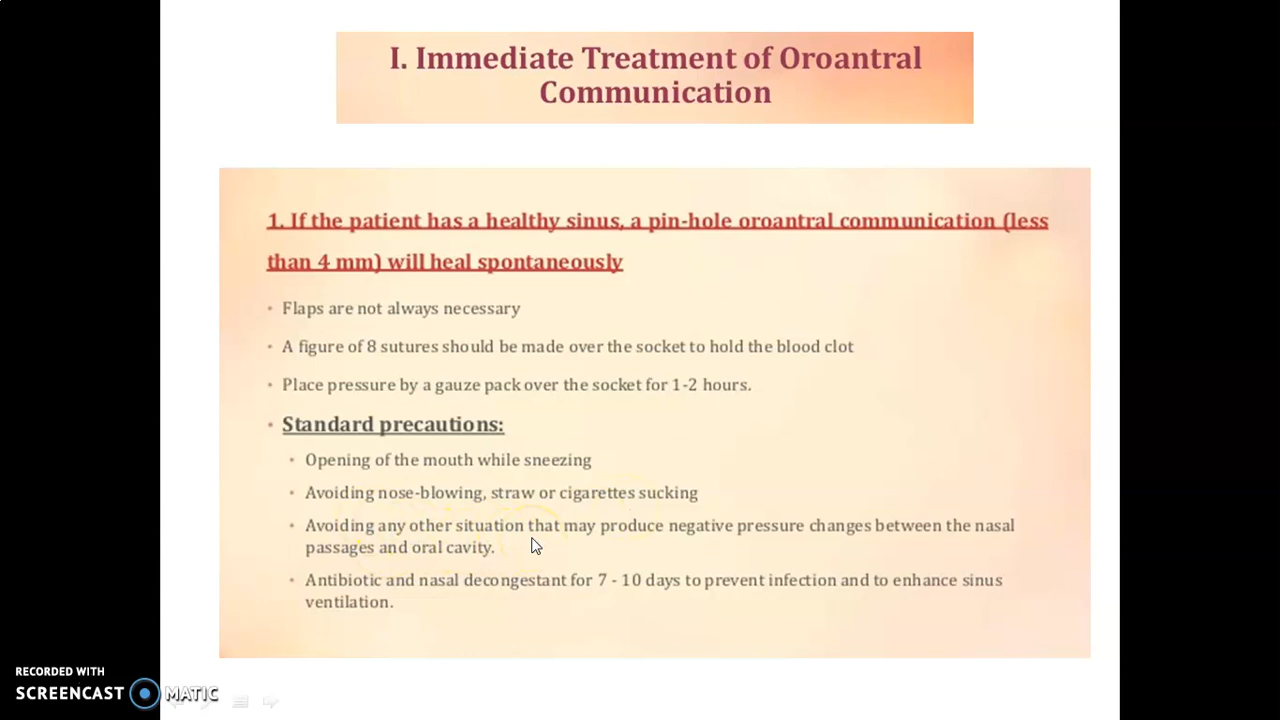 I. Immediate Treatment of Oroantral
Communication
1. If the patient has a healthy sinus, a pin-hole oroantral communication (less
than 4 mm) will heal spontaneously
• Flaps are not always necessary
• A figure of 8 sutures should be made over the socket to hold the blood clot
• Place pressure by a gauze pack over the socket for 1-2 hours.
• Standard precautions:
• Opening of the mouth while sneezing
• Avoiding nose-blowing, straw or cigarettes sucking
• Avoiding any other situation that may produce negative pressure changes between the nasal
passages and oral cavity.
• Antibiotic and nasal decongestant for 7 - 10 days to prevent infection and to enhance sinus
ventilation.
RECORDED WITH
SCREENCAST MATIC